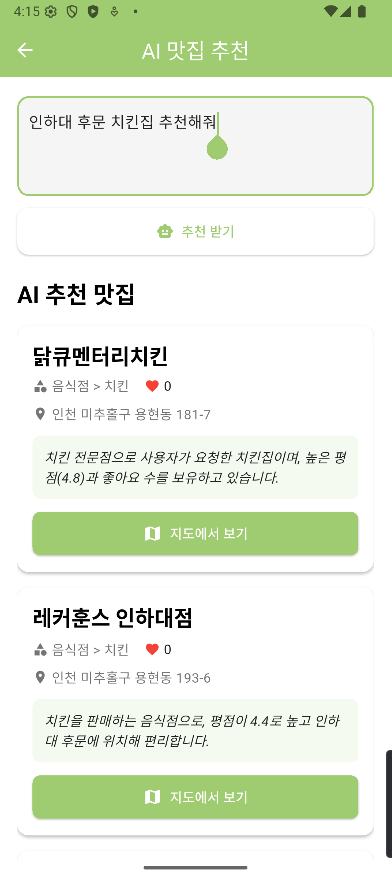 4:15
AI 맛집 추천
인하대 후문 치킨집 추천해줘
추천 받기
AI 추천 맛집
닭큐멘터리치킨
음식점 > 치킨 0
인천 미추홀구 용현동 181-7
치킨 전문점으로 사용자가 요청한 치킨집이며, 높은 평
점(4.8)과 좋아요 수를 보유하고 있습니다.
지도에서 보기
레커훈스 인하대점
음식점 > 치킨 0
인천 미추홀구 용현동 193-6
치킨을 판매하는 음식점으로, 평점이 4.4로 높고 인하
대 후문에 위치해 편리합니다.
지도에서 보기